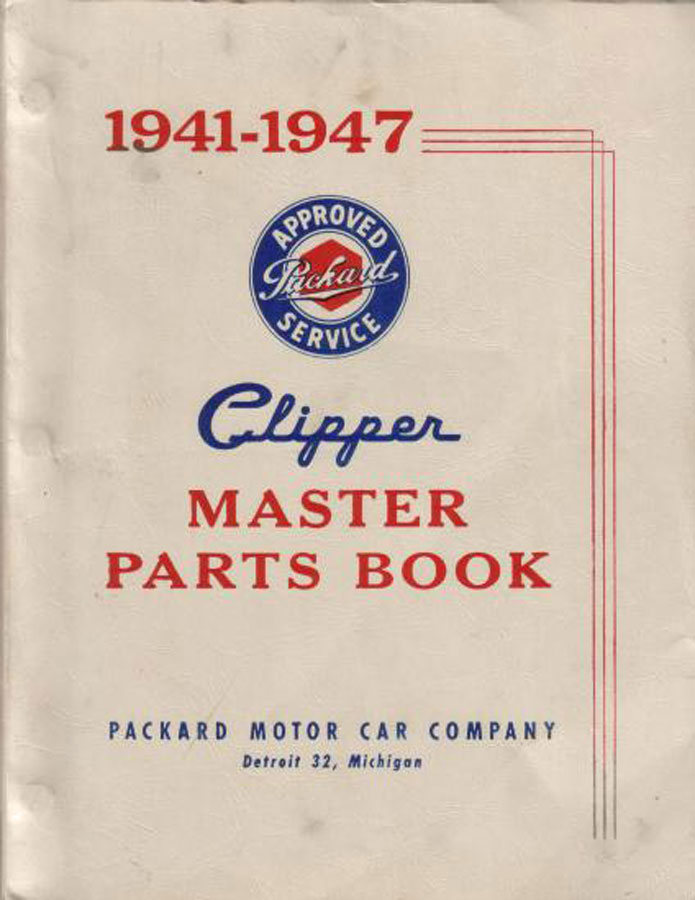 1941-1947
APPROVED
Packard
SERVICE
Clipper
MASTER
PARTS BOOK
PACKARD MOTOR CAR COMPANY
Detroit 32, Michigan